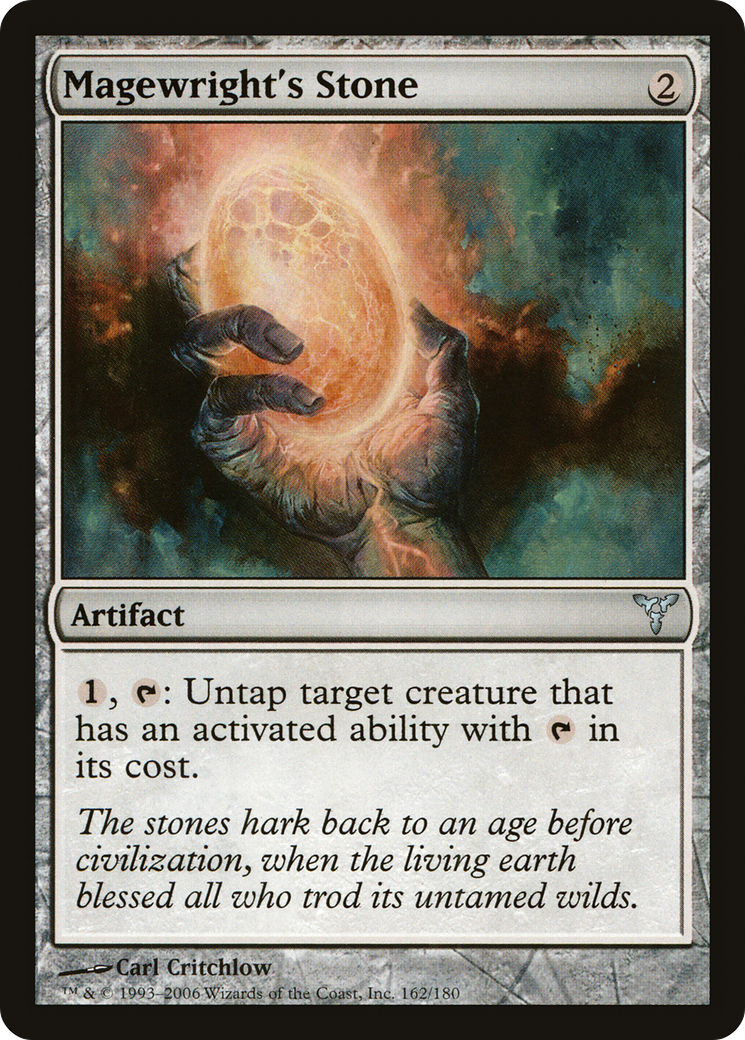 Magewright's Stone
2
Artifact
1, : Untap target creature that
has an activated ability with in
its cost.
The stones hark back to an age before
civilization, when the living earth
blessed all who trod its untamed wilds.
Carl Critchlow
™ & © 1993–2006 Wizards of the Coast, Inc. 162/180